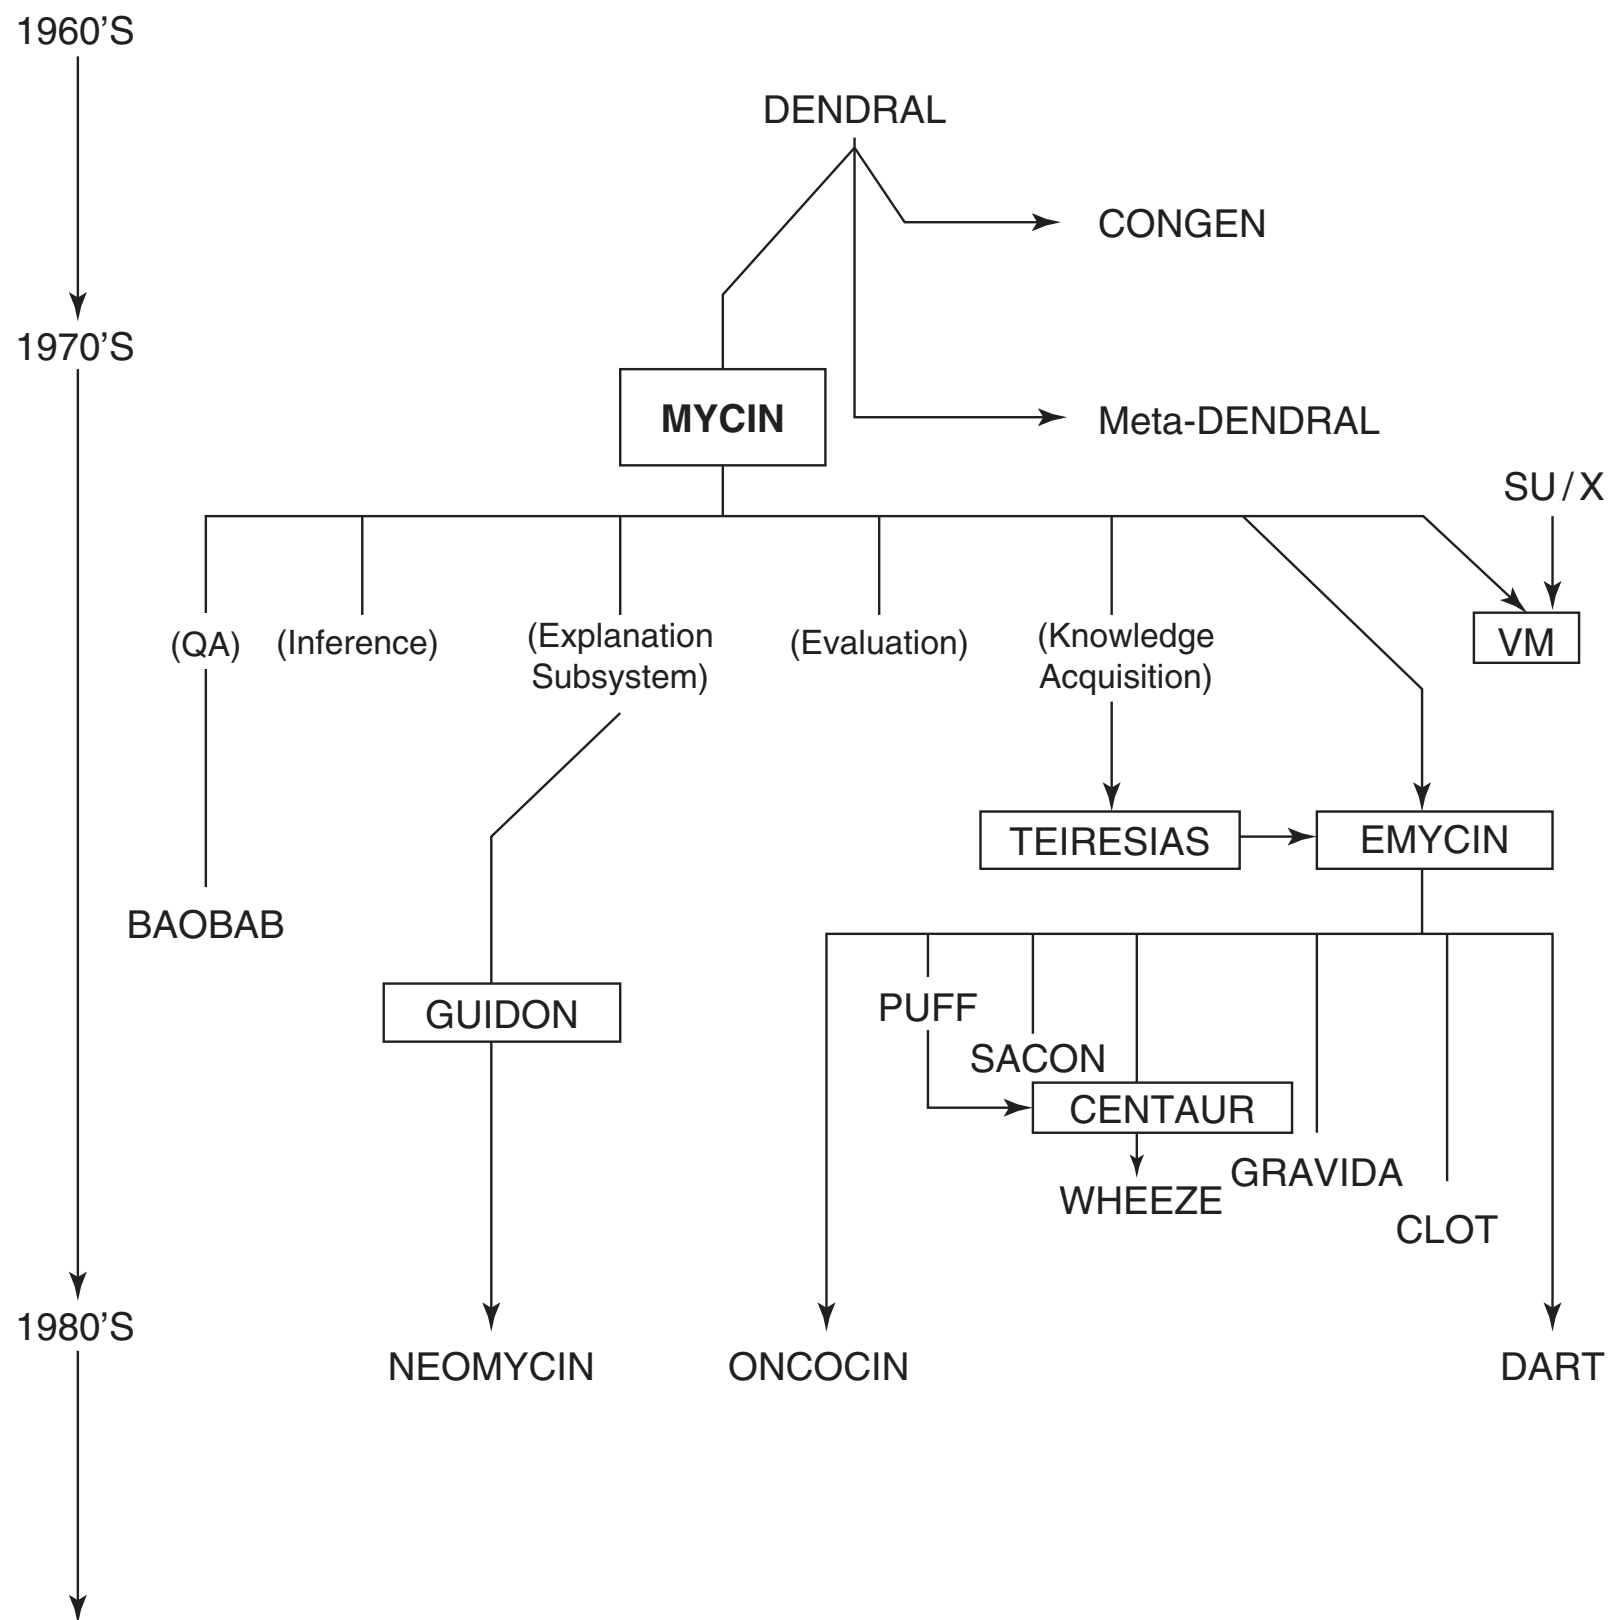 1960’S
DENDRAL
CONGEN
1970’S
MYCIN
Meta-DENDRAL
SU/X
(QA)
(Inference)
(Explanation
Subsystem)
(Evaluation)
(Knowledge
Acquisition)
VM
TEIRESIAS
EMYCIN
BAOBAB
GUIDON
PUFF
SACON
CENTAUR
WHEEZE
GRAVIDA
CLOT
1980’S
NEOMYCIN
ONCOCIN
DART